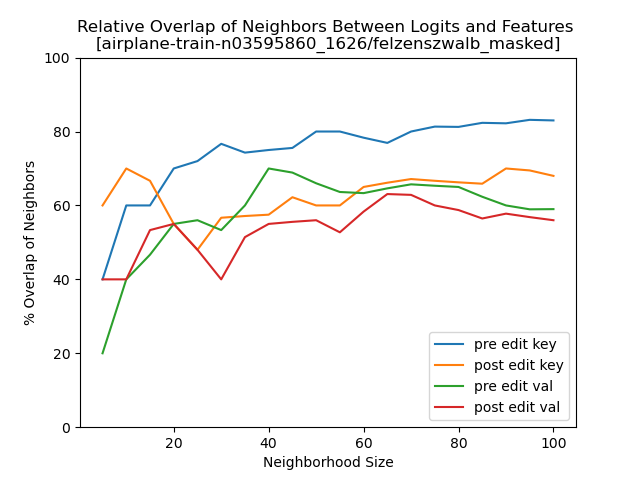 Relative Overlap of Neighbors Between Logits and Features
[airplane-train-n03595860_1626/felzenszwalb_masked]
100
80
60
40
20
0
% Overlap of Neighbors
20 40 60 80 100
Neighborhood Size
pre edit key
post edit key
pre edit val
post edit val